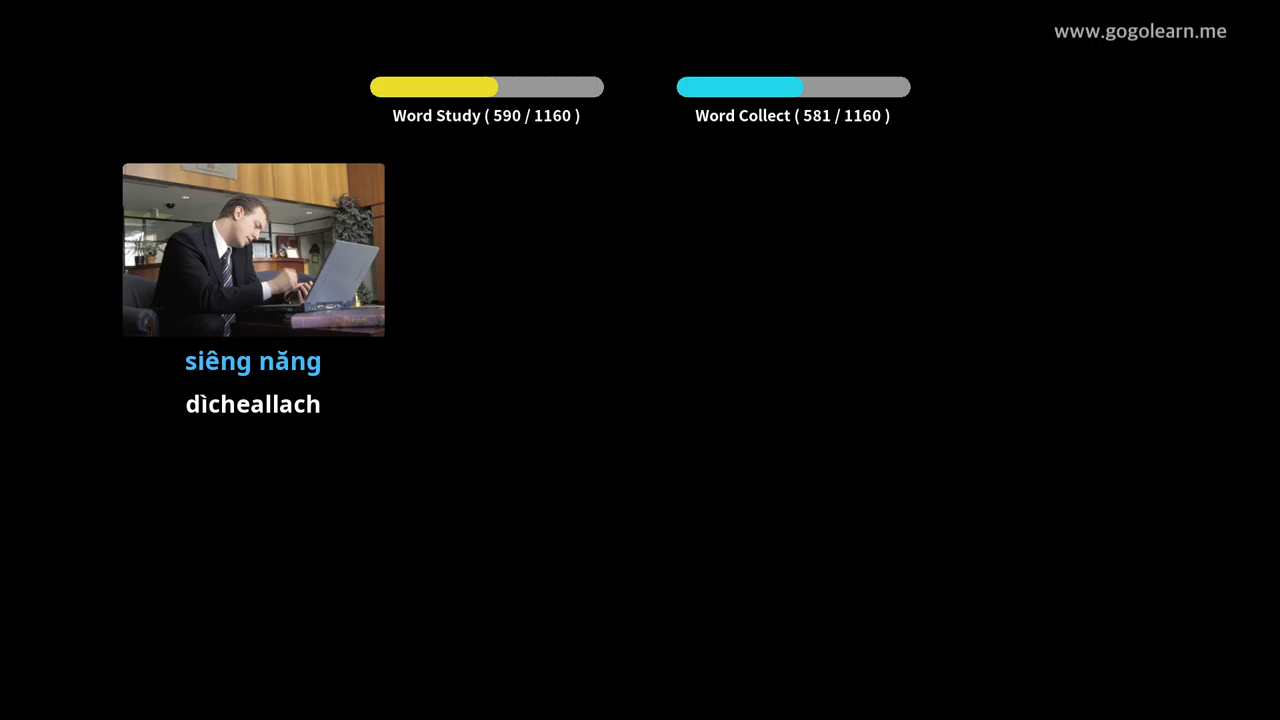 www.gogolearn.me
Word Study ( 590 / 1160 )
Word Collect ( 581 / 1160 )
siêng năng
dìcheallach